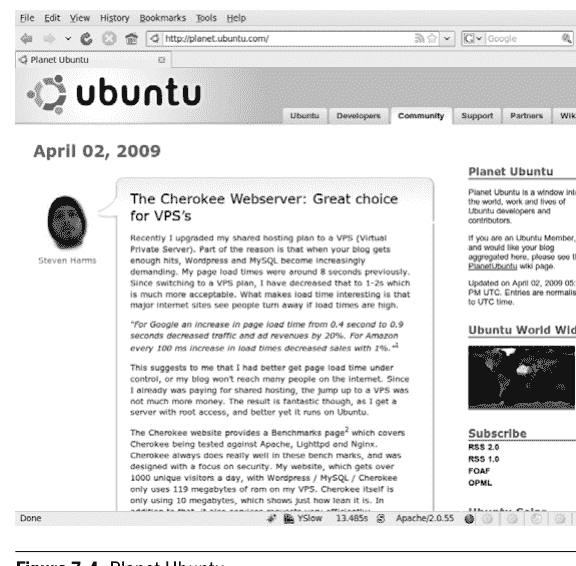 File Edit View History Bookmarks Tools Help
http://planet.ubuntu.com/
Google
Planet Ubuntu
ubuntu
Ubuntu Developers Community Support Partners Wik
April 02, 2009
Steven Harms
The Cherokee Webserver: Great choice
for VPS's
Recently I upgraded my shared hosting plan to a VPS (Virtual
Private Server). Part of the reason is that when your blog gets
enough hits, Wordpress and MySQL become increasingly
demanding. My page load times were around 8 seconds previously.
Since switching to a VPS plan, I have decreased that to 1-2s which
is much more acceptable. What makes load time interesting is that
major internet sites see people turn away if load times are high.
"For Google an increase in page load time from 0.4 second to 0.9
seconds decreased traffic and ad revenues by 20%. For Amazon
every 100 ms increase in load times decreased sales with 1%."1
This suggests to me that I had better get page load time under
control, or my blog won't reach many people on the internet. Since
I already was paying for shared hosting, the jump up to a VPS was
not much more money. The result is fantastic though, as I get a
server with root access, and better yet it runs on Ubuntu.
The Cherokee website provides a Benchmarks page2 which covers
Cherokee being tested against Apache, Lighttpd and Nginx.
Cherokee always does really well in these bench marks, and was
designed with a focus on security. My website, which gets over
1000 unique visitors a day, with Wordpress / MySQL / Cherokee
only uses 119 megabytes of ram on my VPS. Cherokee itself is
only using 10 megabytes, which shows just how lean it is. In
addition to that, it also services requests very efficiently.
Planet Ubuntu
Planet Ubuntu is a window int
the world, work and lives of
Ubuntu developers and
contributors.
If you are an Ubuntu Member,
and would like your blog
aggregated here, please see t
PlanetUbuntu wiki page.
Updated on April 02, 2009 05:
PM UTC. Entries are normalis
to UTC time.
Ubuntu World Wid
Subscribe
RSS 2.0
RSS 1.0
FOAF
OPML
Done YSlow 13.485s Apache/2.0.55
Figure 7-4 Planet Ubuntu